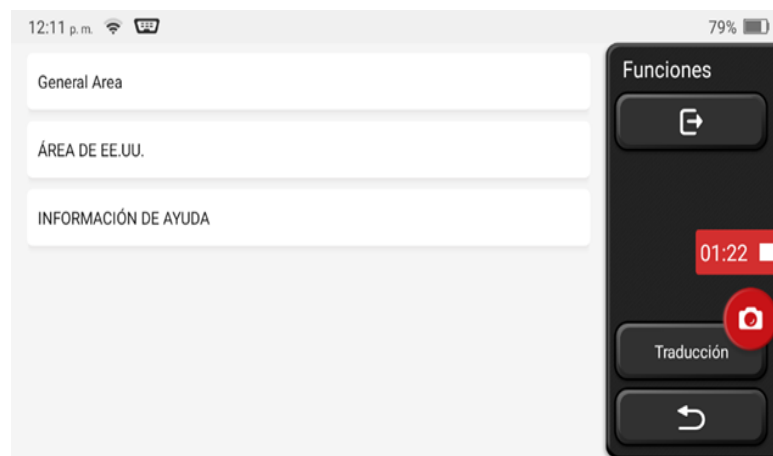 12:11 p. m.
79%
General Area
ÁREA DE EE.UU.
INFORMACIÓN DE AYUDA
Funciones
01:22
Traducción